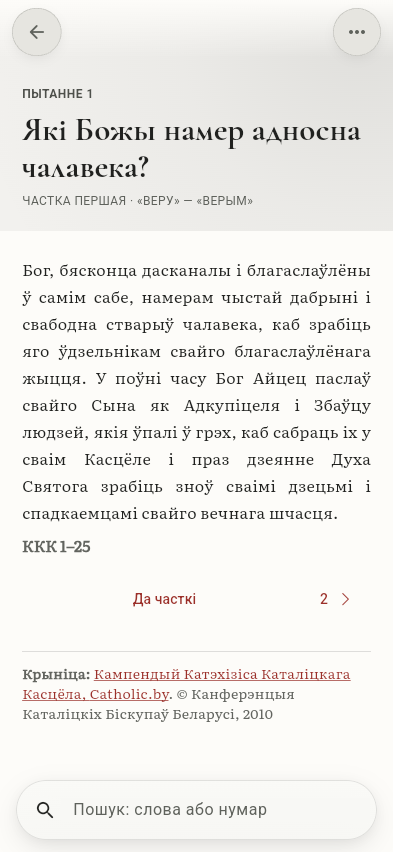 ПЫТАННЕ 1
Які Божы намер адносна
чалавека?
ЧАСТКА ПЕРШАЯ · «ВЕРУ» — «ВЕРЫМ»
Бог, бясконца дасканалы і благаслаўлёны
ў самім сабе, намерам чыстай дабрыні і
свабодна стварыў чалавека, каб зрабіць
яго ўдзельнікам свайго благаслаўлёнага
жыцця. У поўні часу Бог Айцец паслаў
свайго Сына як Адкупіцеля і Збаўцу
людзей, якія ўпалі ў грэх, каб сабраць іх у
сваім Касцёле і праз дзеянне Духа
Святога зрабіць зноў сваімі дзецьмі і
спадкаемцамі свайго вечнага шчасця.
ККК 1–25
Да часткі 2
Крыніца: Кампендый Катэхізіса Каталіцкага
Касцёла, Catholic.by. © Канферэнцыя
Каталіцкіх Біскупаў Беларусі, 2010
Пошук: слова або нумар